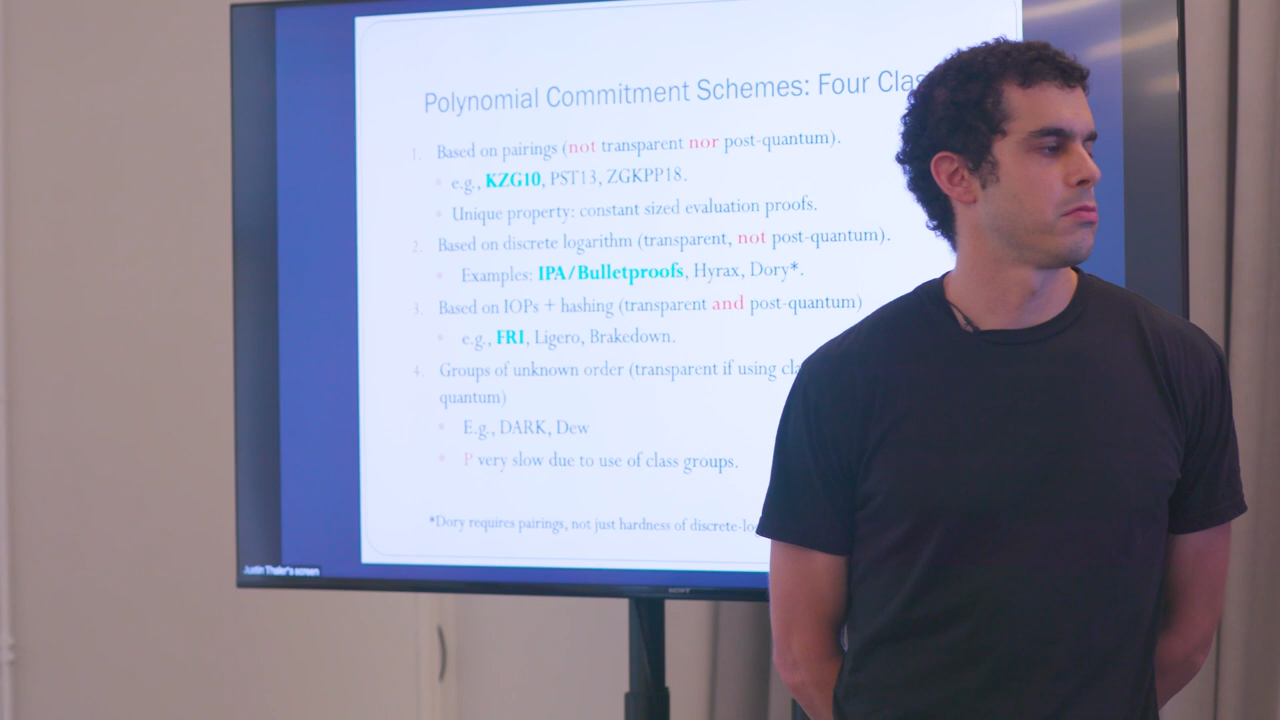 Polynomial Commitment Schemes: Four Clas
1. Based on pairings (not transparent nor post-quantum).
e.g., KZG10, PST13, ZGKPP18.
Unique property: constant sized evaluation proofs.
2. Based on discrete logarithm (transparent, not post-quantum).
Examples: IPA/Bulletproofs, Hyrax, Dory*.
3. Based on IOPs + hashing (transparent and post-quantum)
e.g., FRI, Ligero, Brakedown.
4. Groups of unknown order (transparent if using cla
quantum)
E.g., DARK, Dew
P very slow due to use of class groups.
*Dory requires pairings, not just hardness of discrete-lo
Justin Thaler's screen
SONY